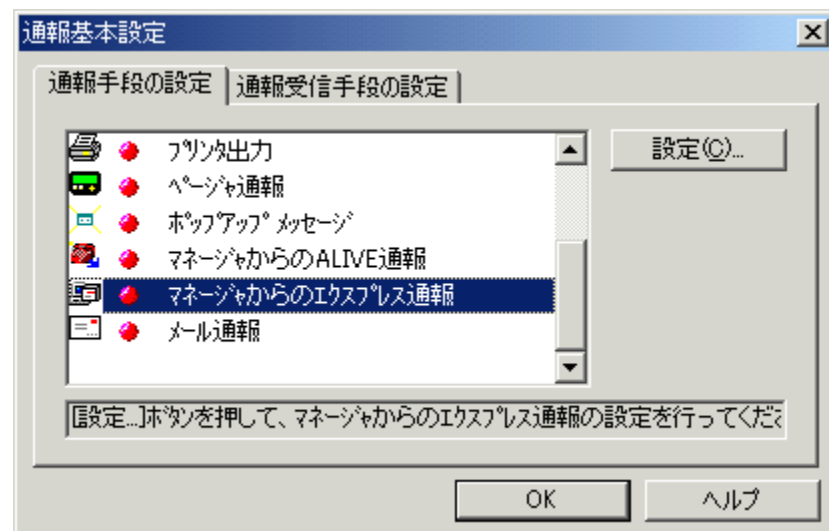 通報基本設定
通報手段の設定 通報受信手段の設定
プリンタ出力
設定(C)...
ページャ通報
ポップアップ メッセージ
マネージャからのALIVE通報
マネージャからのエクスプレス通報
メール通報
[設定...]ボタンを押して、マネージャからのエクスプレス通報の設定を行ってくだ
OK ヘルプ